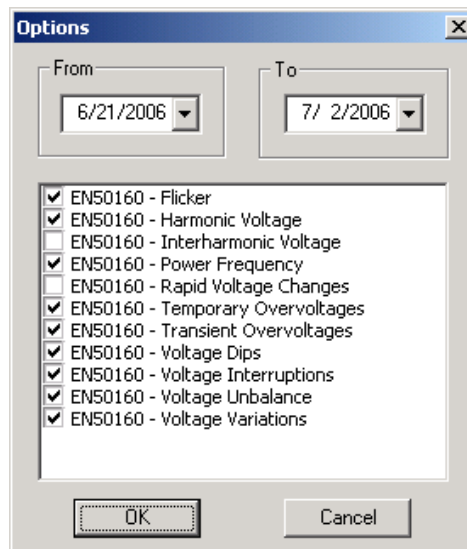 Options
From
To
6/21/2006
7/ 2/2006
EN50160 - Flicker
EN50160 - Harmonic Voltage
EN50160 - Interharmonic Voltage
EN50160 - Power Frequency
EN50160 - Rapid Voltage Changes
EN50160 - Temporary Overvoltages
EN50160 - Transient Overvoltages
EN50160 - Voltage Dips
EN50160 - Voltage Interruptions
EN50160 - Voltage Unbalance
EN50160 - Voltage Variations
OK
Cancel